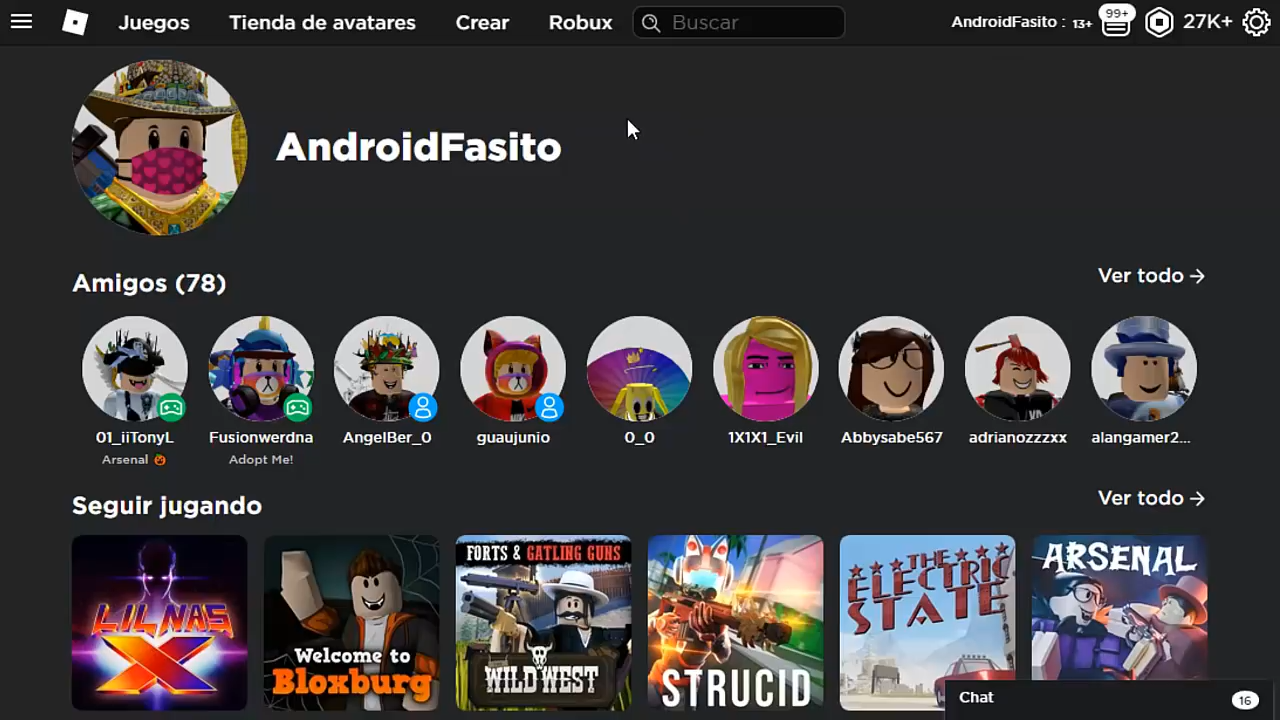 Juegos Tienda de avatares Crear Robux Buscar AndroidFasito : 13+ 99+ 27K+
AndroidFasito
Amigos (78) Ver todo →
01_iiTonyL Fusionwerdna AngelBer_0 guaujunio 0_0 1X1X1_Evil Abbysabe567 adrianozzzxx alangamer2...
Arsenal 🎃 Adopt Me!
Seguir jugando Ver todo →
LIL NAS
X
Welcome to
Bloxburg
FORTS & GATLING GUNS
WILD WEST
STRUCID
THE
ELECTRIC
STATE
ARSENAL
Chat 16